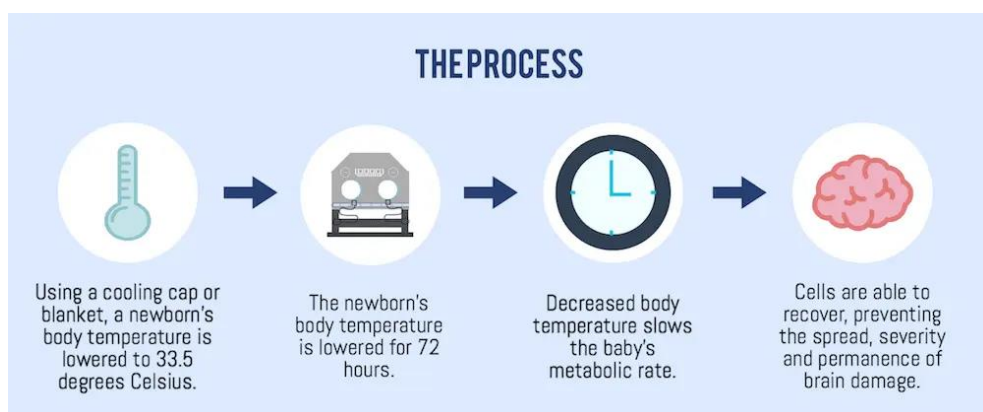 THE PROCESS
Using a cooling cap or
blanket, a newborn's
body temperature is
lowered to 33.5
degrees Celsius.
The newborn's
body temperature
is lowered for 72
hours.
Decreased body
temperature slows
the baby's
metabolic rate.
Cells are able to
recover, preventing
the spread, severity
and permanence of
brain damage.